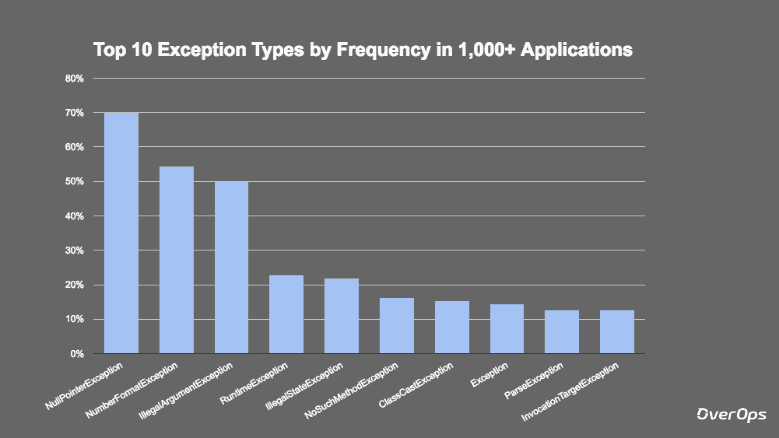 Top 10 Exception Types by Frequency in 1,000+ Applications
80%
70%
60%
50%
40%
30%
20%
10%
0%
NullPointerException
NumberFormatException
IllegalArgumentException
RuntimeException
IllegalStateException
NoSuchMethodException
ClassCastException
Exception
ParseException
InvocationTargetException
OverOps